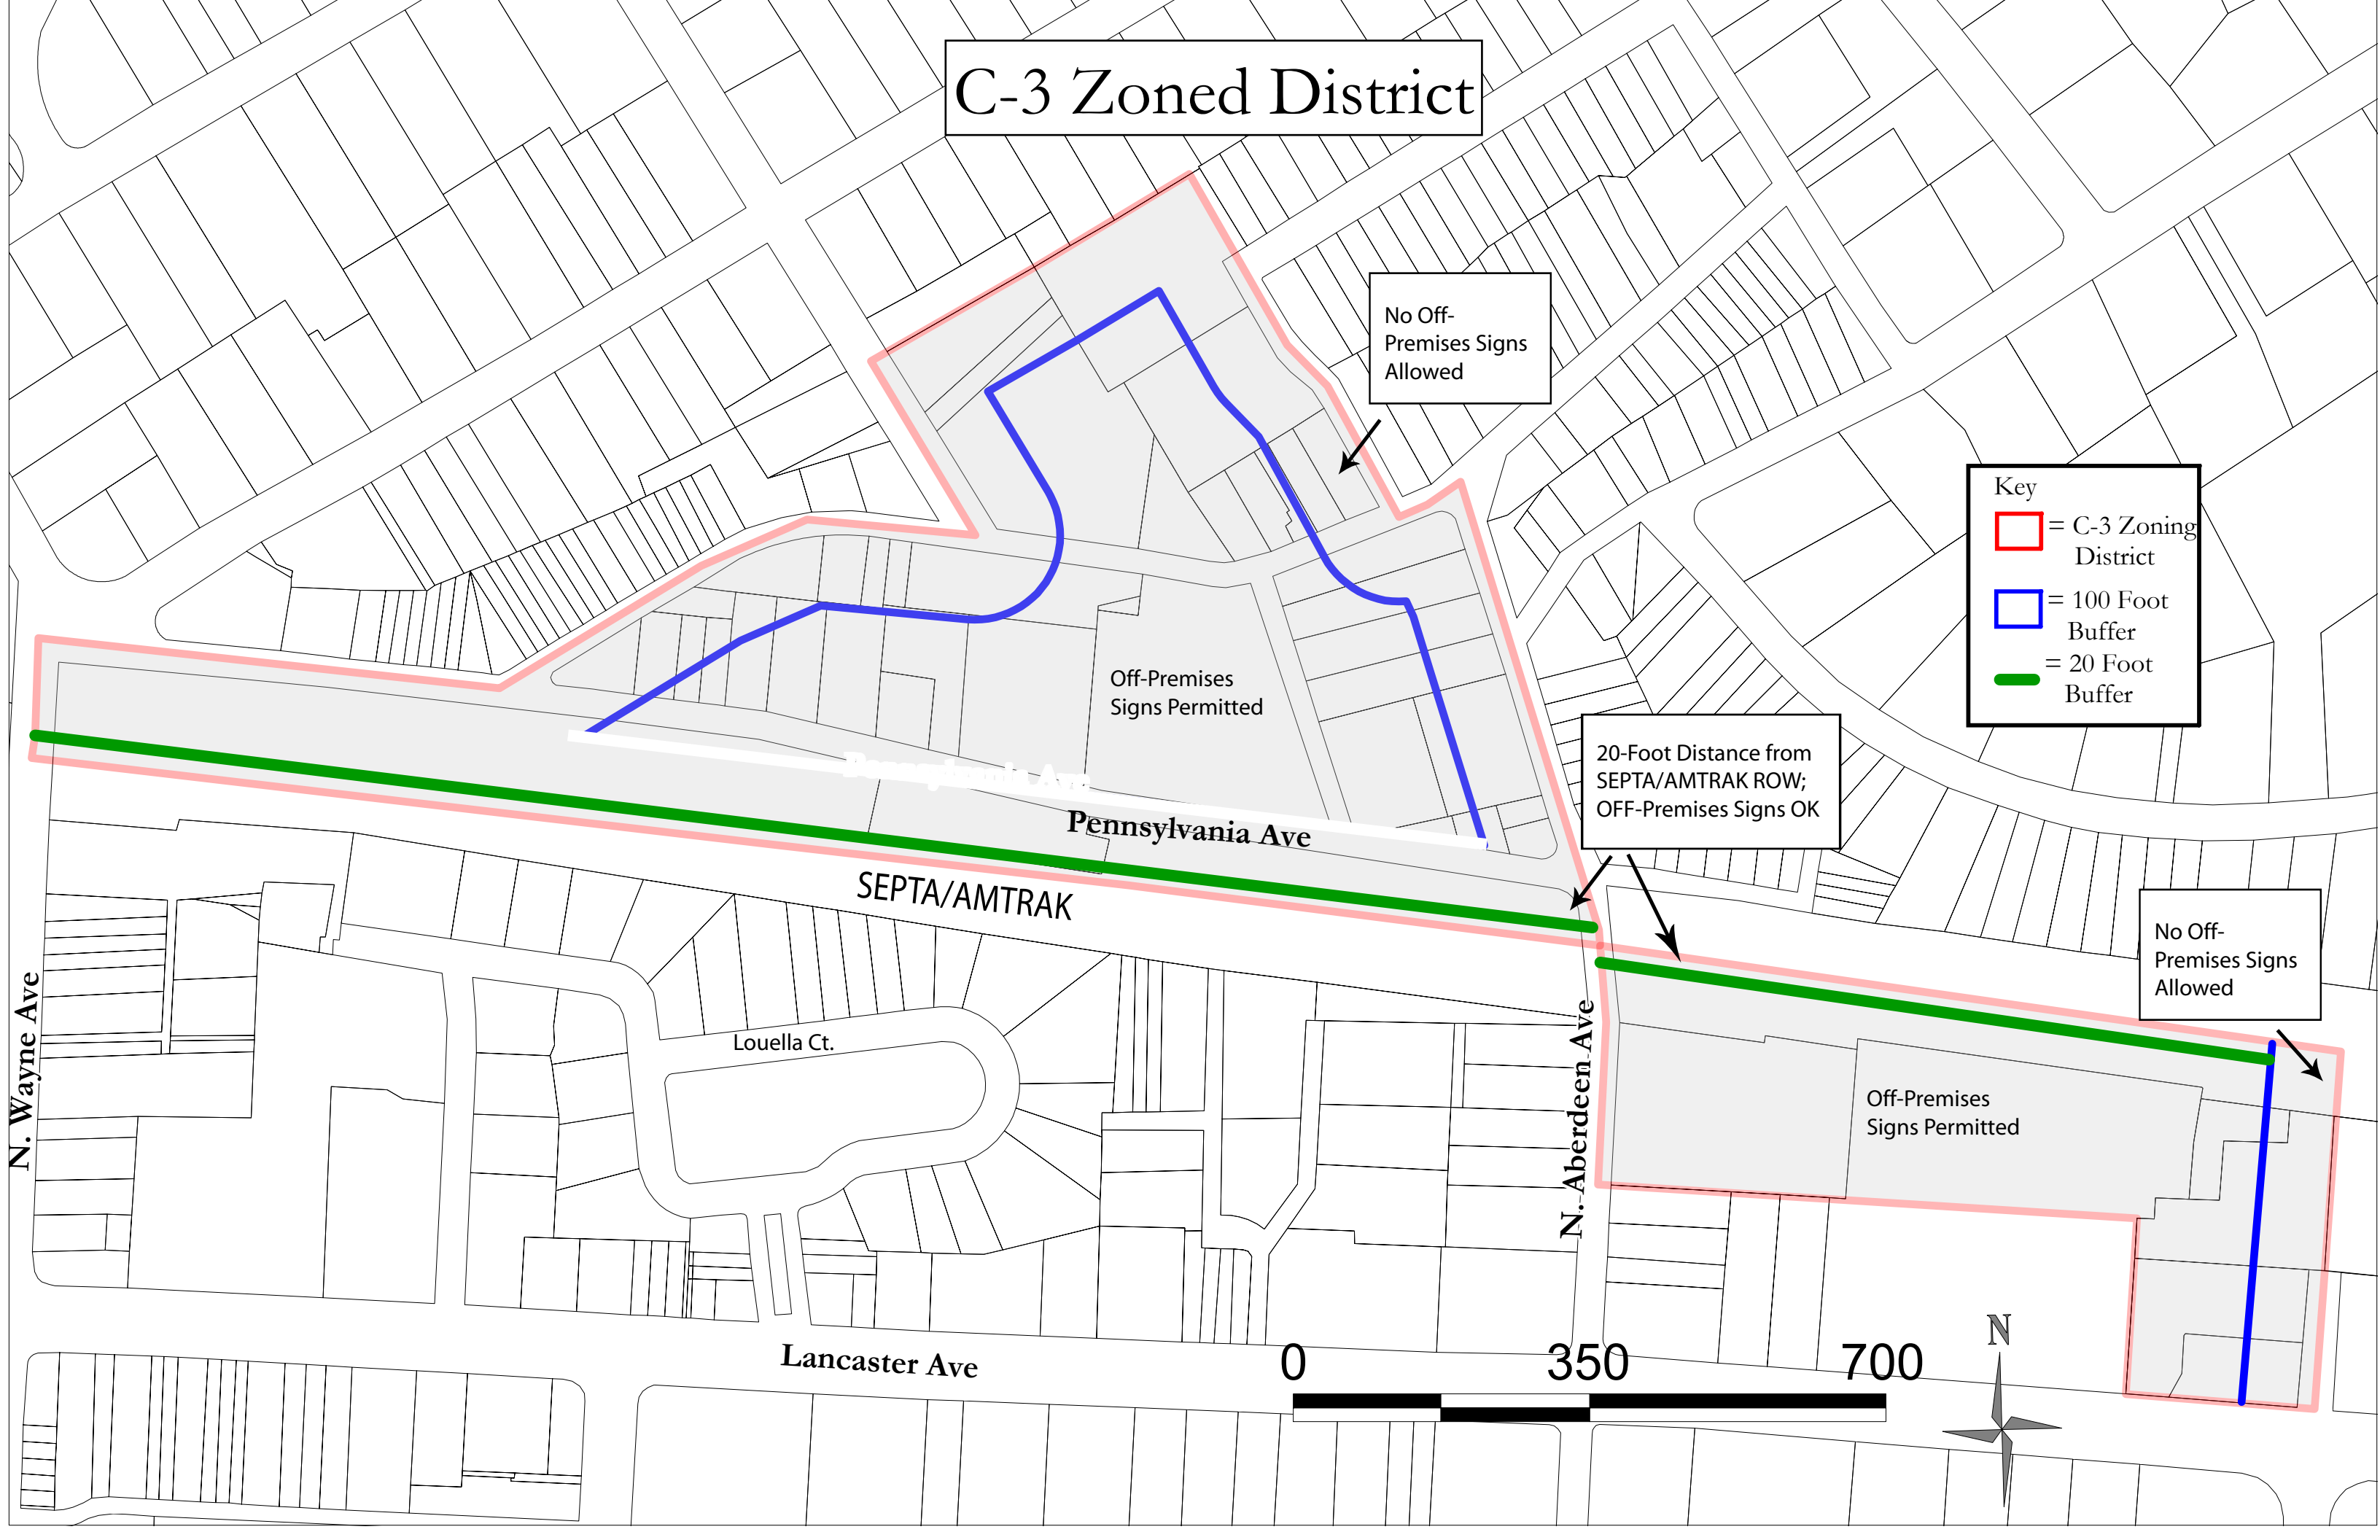 C-3 Zoned District
No Off-
Premises Signs
Allowed
Key
= C-3 Zoning
District
= 100 Foot
Buffer
= 20 Foot
Buffer
Off-Premises
Signs Permitted
20-Foot Distance from
SEPTA/AMTRAK ROW;
OFF-Premises Signs OK
Pennsylvania Ave
Pennsylvania Ave
SEPTA/AMTRAK
No Off-
Premises Signs
Allowed
N. Wayne Ave
Louella Ct.
N. Aberdeen Ave
Off-Premises
Signs Permitted
Lancaster Ave
0 350 700
N